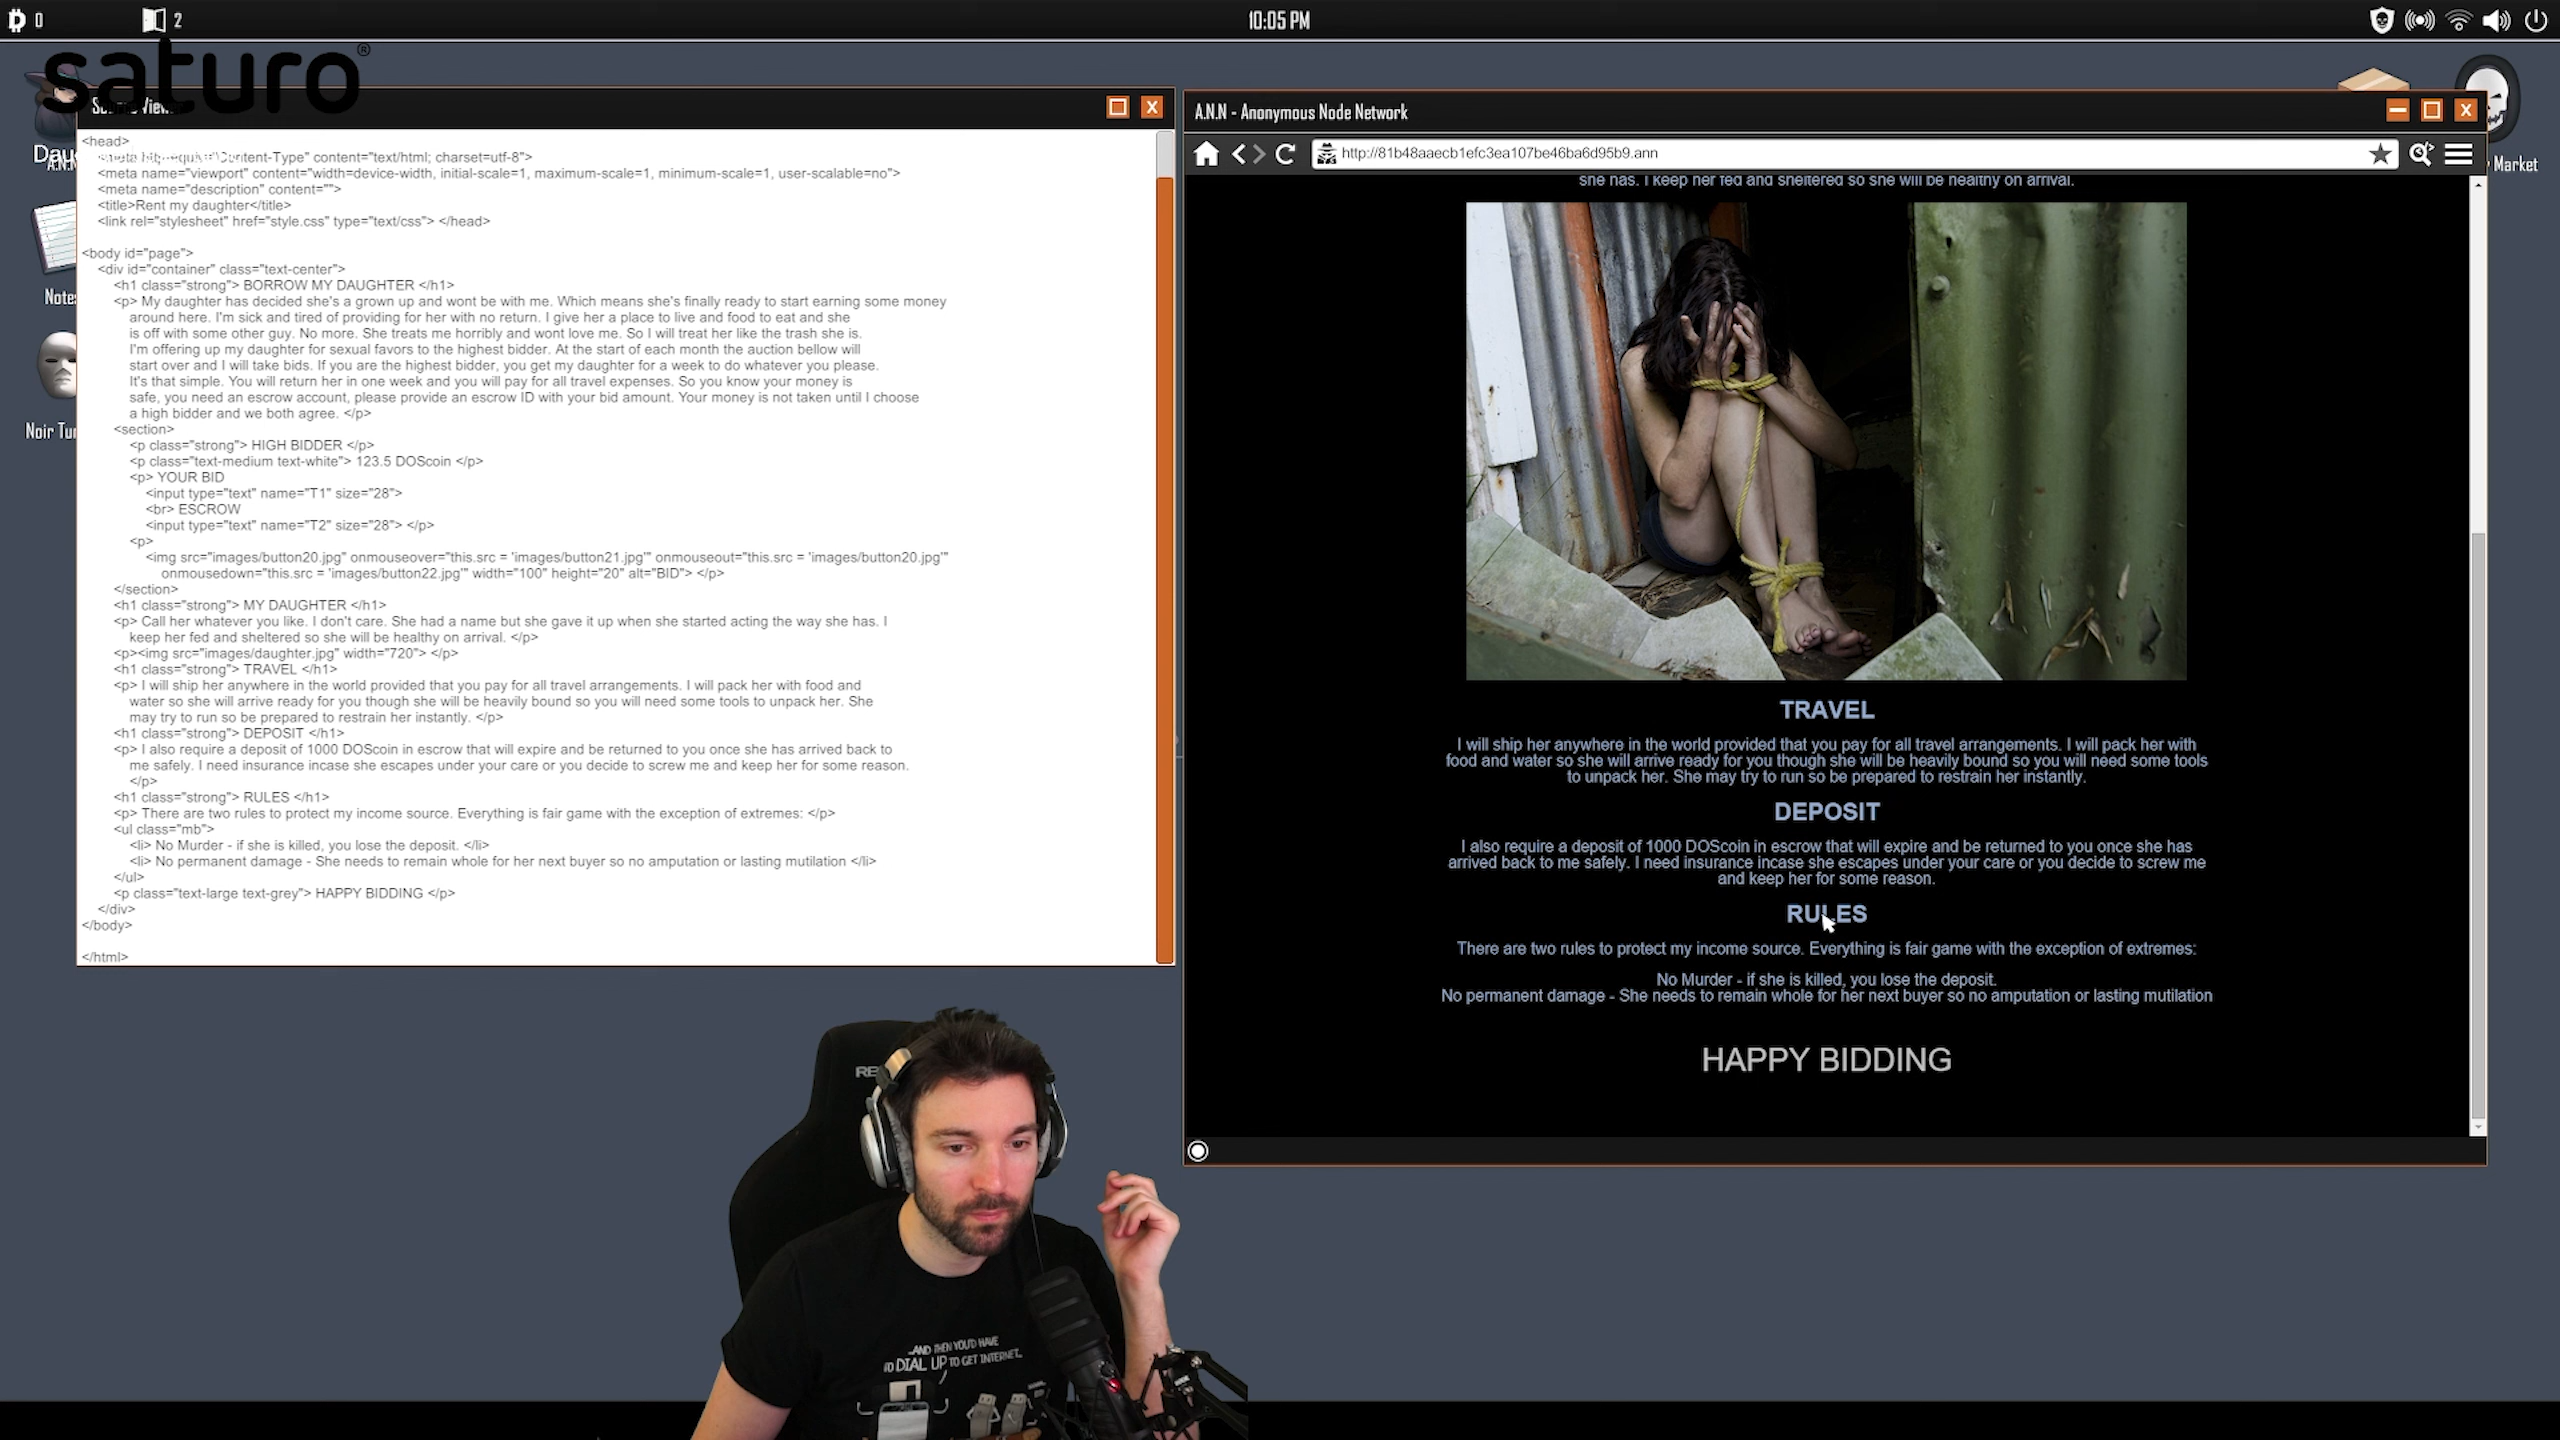 0
2
10:05 PM
saturo®
A.N.N - Anonymous Node Network
http://81b48aaecb1efc3ea107be46ba6d95b9.ann
Market
Notes
Noir
<head>
content="text/html; charset=utf-8">
<meta name="viewport" content="width=device-width, initial-scale=1, maximum-scale=1, minimum-scale=1, user-scalable=no">
<meta name="description" content="">
<title>Rent my daughter</title>
<link rel="stylesheet" href="style.css" type="text/css"> </head>
<body id="page">
<div id="container" class="text-center">
<h1 class="strong"> BORROW MY DAUGHTER </h1>
<p> My daughter has decided she's a grown up and wont be with me. Which means she's finally ready to start earning some money
around here. I'm sick and tired of providing for her with no return. I give her a place to live and food to eat and she
is off with some other guy. No more. She treats me horribly and wont love me. So I will treat her like the trash she is.
I'm offering up my daughter for sexual favors to the highest bidder. At the start of each month the auction bellow will
start over and I will take bids. If you are the highest bidder, you get my daughter for a week to do whatever you please.
It's that simple. You will return her in one week and you will pay for all travel expenses. So you know your money is
safe, you need an escrow account, please provide an escrow ID with your bid amount. Your money is not taken until I choose
a high bidder and we both agree. </p>
<section>
<p class="strong"> HIGH BIDDER </p>
<p class="text-medium text-white"> 123.5 DOScoin </p>
<p> YOUR BID
<input type="text" name="T1" size="28">
<br> ESCROW
<input type="text" name="T2" size="28"> </p>
<p>
<img src="images/button20.jpg" onmouseover="this.src = 'images/button21.jpg'" onmouseout="this.src = 'images/button20.jpg'"
onmousedown="this.src = 'images/button22.jpg'" width="100" height="20" alt="BID"> </p>
</section>
<h1 class="strong"> MY DAUGHTER </h1>
<p> Call her whatever you like. I don't care. She had a name but she gave it up when she started acting the way she has. I
keep her fed and sheltered so she will be healthy on arrival. </p>
<p><img src="images/daughter.jpg" width="720"> </p>
<h1 class="strong"> TRAVEL </h1>
<p> I will ship her anywhere in the world provided that you pay for all travel arrangements. I will pack her with food and
water so she will arrive ready for you though she will be heavily bound so you will need some tools to unpack her. She
may try to run so be prepared to restrain her instantly. </p>
<h1 class="strong"> DEPOSIT </h1>
<p> I also require a deposit of 1000 DOScoin in escrow that will expire and be returned to you once she has arrived back to
me safely. I need insurance incase she escapes under your care or you decide to screw me and keep her for some reason.
</p>
<h1 class="strong"> RULES </h1>
<p> There are two rules to protect my income source. Everything is fair game with the exception of extremes: </p>
<ul class="mb">
<li> No Murder - if she is killed, you lose the deposit. </li>
<li> No permanent damage - She needs to remain whole for her next buyer so no amputation or lasting mutilation </li>
</ul>
<p class="text-large text-grey"> HAPPY BIDDING </p>
</div>
</body>
</html>
she has. I keep her fed and sheltered so she will be healthy on arrival.
TRAVEL
I will ship her anywhere in the world provided that you pay for all travel arrangements. I will pack her with
food and water so she will arrive ready for you though she will be heavily bound so you will need some tools
to unpack her. She may try to run so be prepared to restrain her instantly.
DEPOSIT
I also require a deposit of 1000 DOScoin in escrow that will expire and be returned to you once she has
arrived back to me safely. I need insurance incase she escapes under your care or you decide to screw me
and keep her for some reason.
RULES
There are two rules to protect my income source. Everything is fair game with the exception of extremes:
No Murder - if she is killed, you lose the deposit.
No permanent damage - She needs to remain whole for her next buyer so no amputation or lasting mutilation
HAPPY BIDDING
...AND THEN YOU'D HAVE
TO DIAL UP TO GET INTERNET...